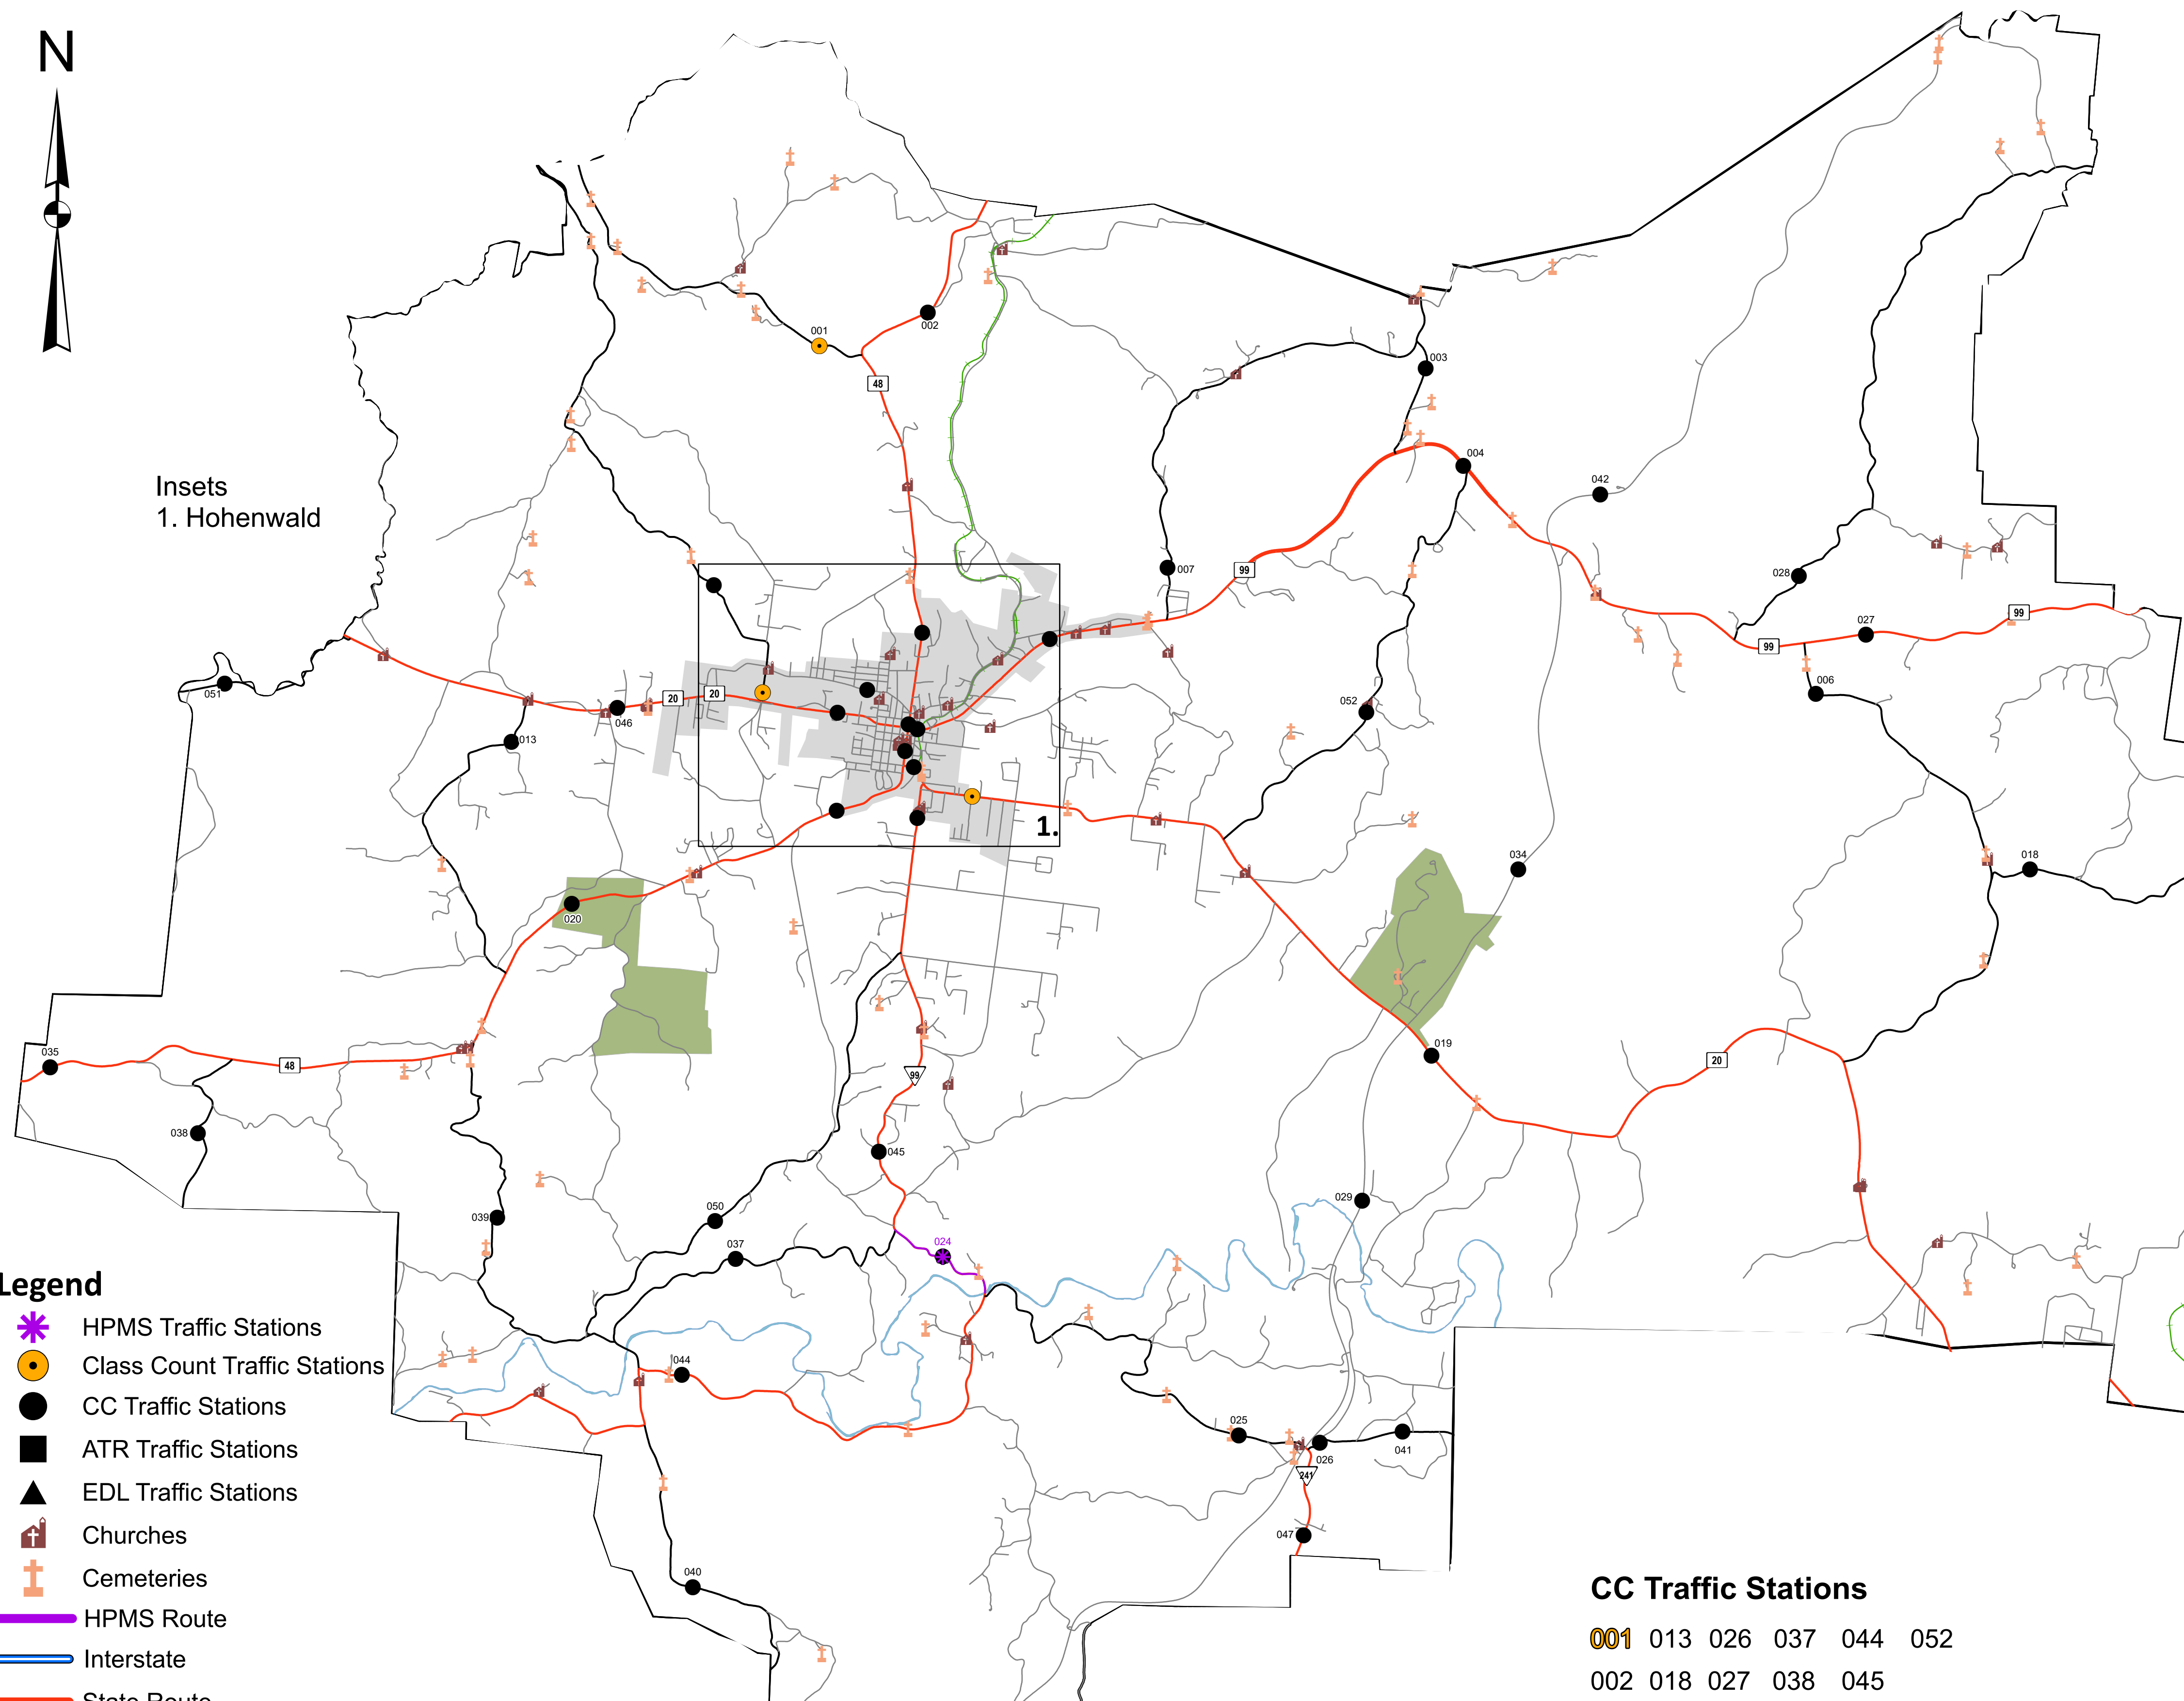 N
001
002
48
003
004
042
Insets
1. Hohenwald
007
99
028
027
99
99
051
20
20
046
013
052
006
1.
034
018
020
019
035
48
99
20
038
045
029
039
050
037
024
Legend
HPMS Traffic Stations
Class Count Traffic Stations
044
CC Traffic Stations
025
026
041
ATR Traffic Stations
241
EDL Traffic Stations
Churches
047
Cemeteries
040
HPMS Route
Interstate
State Route
CC Traffic Stations
001 013 026 037 044 052
002 018 027 038 045